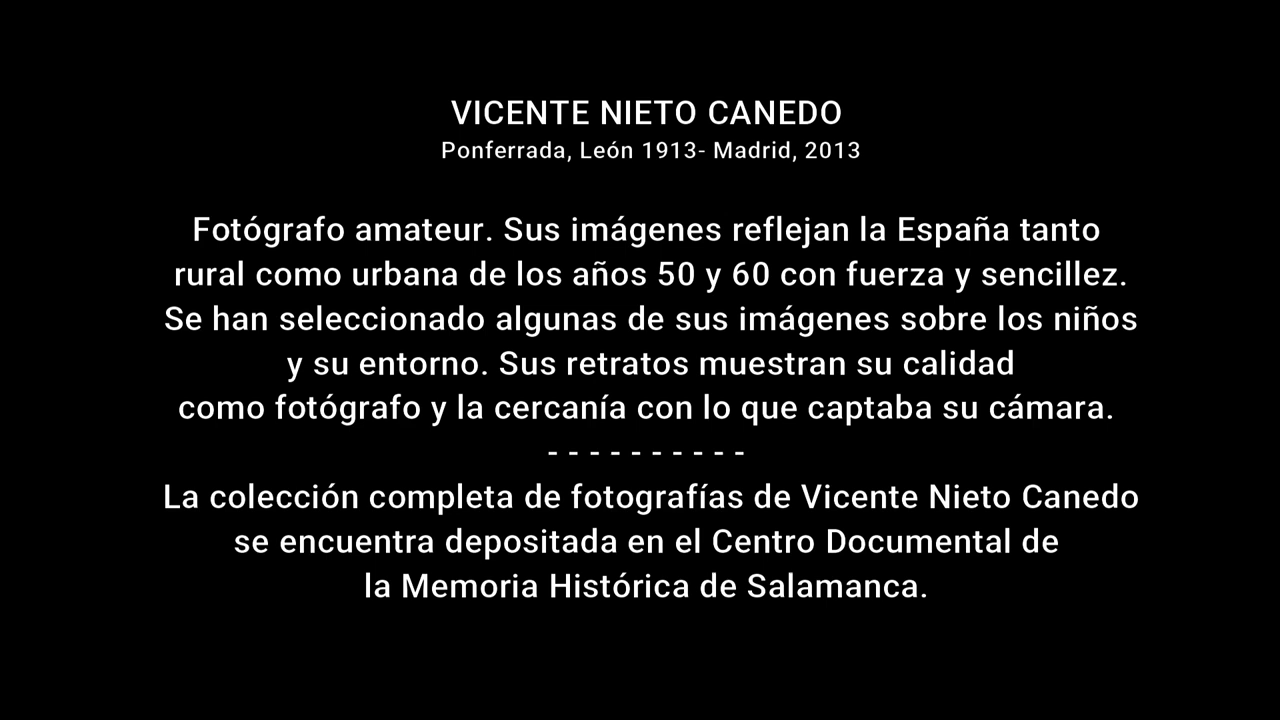 VICENTE NIETO CANEDO
Ponferrada, León 1913- Madrid, 2013
Fotógrafo amateur. Sus imágenes reflejan la España tanto
rural como urbana de los años 50 y 60 con fuerza y sencillez.
Se han seleccionado algunas de sus imágenes sobre los niños
y su entorno. Sus retratos muestran su calidad
como fotógrafo y la cercanía con lo que captaba su cámara.
- - - - - - - - - -
La colección completa de fotografías de Vicente Nieto Canedo
se encuentra depositada en el Centro Documental de
la Memoria Histórica de Salamanca.